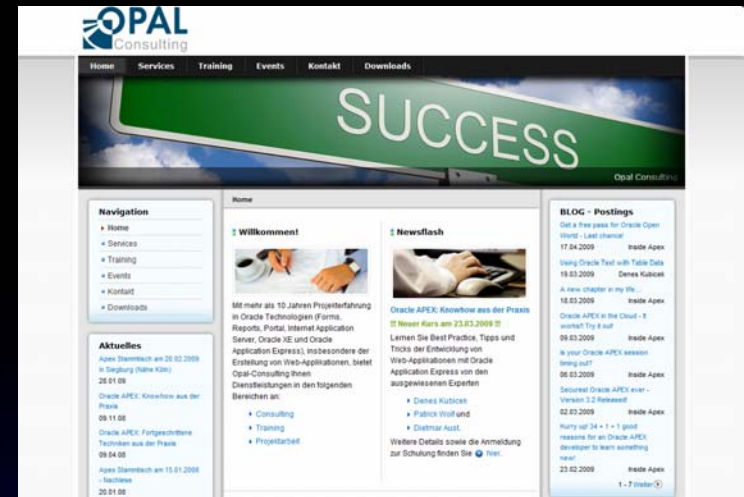 OPAL
Consulting
Home Services Training Events Kontakt Downloads
SUCCESS
Opal Consulting
Navigation
Home
Services
Training
Events
Kontakt
Downloads
Aktuelles
Apex Stammtisch am 20.02.2009
in Siegburg (Nähe Köln)
28.01.09
Oracle APEX: Knowhow aus der
Praxis
09.11.08
Oracle APEX: Fortgeschrittene
Techniken aus der Praxis
09.04.08
Apex Stammtisch am 15.01.2008
- Nachlese
20.01.08
Home
Willkommen!
Mit mehr als 10 Jahren Projekterfahrung
in Oracle Technologien (Forms,
Reports, Portal, Internet Application
Server, Oracle XE und Oracle
Application Express), insbesondere der
Erstellung von Web-Applikationen, bietet
Opal-Consulting Ihnen
Dienstleistungen in den folgenden
Bereichen an:
Consulting
Training
Projektarbeit
Newsflash
Oracle APEX: Knowhow aus der Praxis
!!! Neuer Kurs am 23.03.2009 !!!
Lernen Sie Best Practice, Tipps und
Tricks der Entwicklung von
Web-Applikationen mit Oracle
Application Express von den
ausgewiesenen Experten
Denes Kubicek
Patrick Wolf und
Dietmar Aust.
Weitere Details sowie die Anmeldung
zur Schulung finden Sie hier.
BLOG - Postings
Get a free pass for Oracle Open
World - Last chance!
17.04.2009 Inside Apex
Using Oracle Text with Table Data
19.03.2009 Denes Kubicek
A new chapter in my life...
18.03.2009 Inside Apex
Oracle APEX in the Cloud - It
works!! Try it out!
09.03.2009 Inside Apex
Is your Oracle APEX session
timing out?
06.03.2009 Inside Apex
Securest Oracle APEX ever -
Version 3.2 Released!
02.03.2009 Inside Apex
Hurry up! 34 + 1 + 1 good
reasons for an Oracle APEX
developer to learn something
new!
23.02.2009 Inside Apex
1 - 7 Weiter